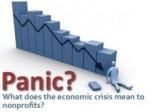 Panic?
What does the economic crisis mean to
nonprofits?